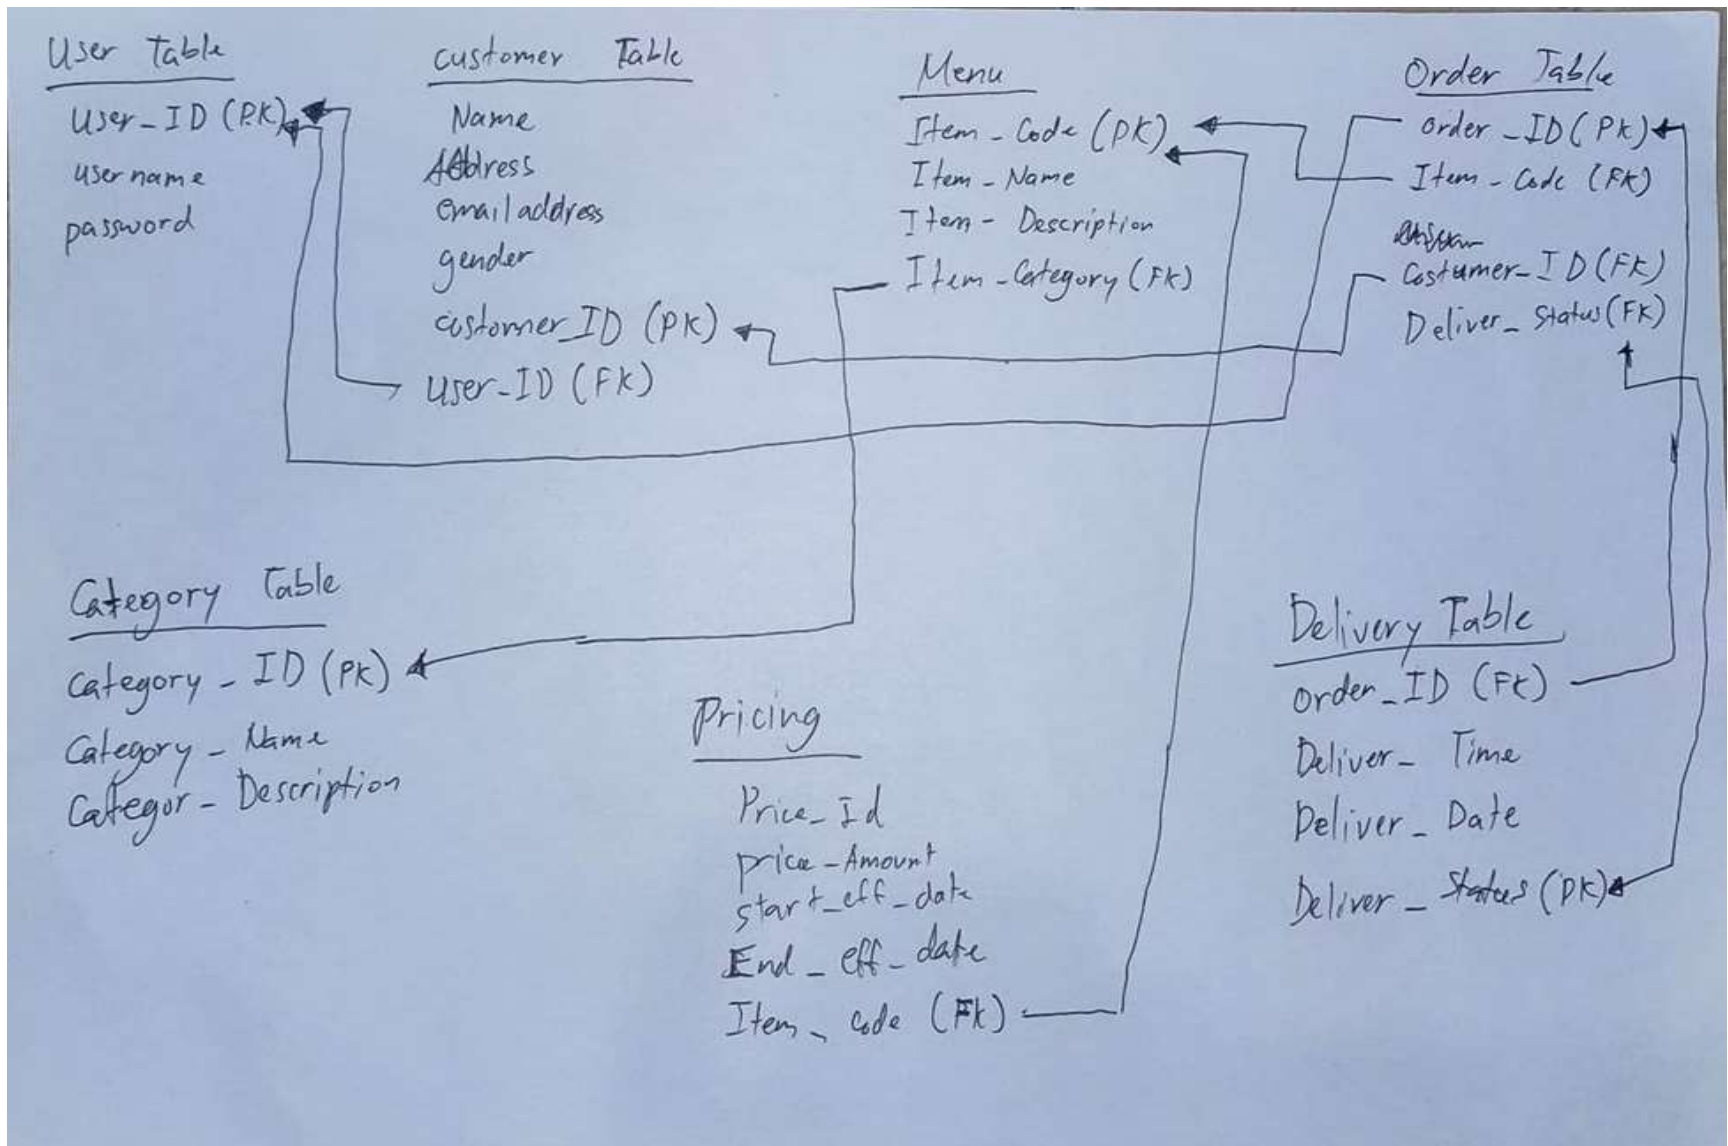 User Table
User_ID (PK)
username
password
customer Table
Name
Address
email address
gender
customer_ID (PK)
User_ID (FK)
Menu
Item_Code (PK)
Item_Name
Item_Description
Item_Category (FK)
Order Table
Order_ID (PK)
Item_Code (FK)
Costumer_ID (FK)
Deliver_Status (FK)
Category Table
Category_ID (PK)
Category_Name
Categor_Description
Pricing
Price_Id
price_Amount
start_eff_date
End_eff_date
Item_code (FK)
Delivery Table
Order_ID (FK)
Deliver_Time
Deliver_Date
Deliver_Status (PK)